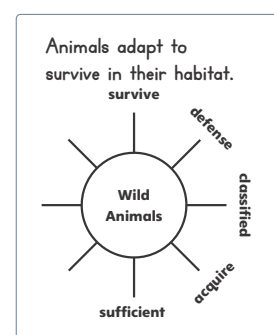 Animals adapt to
survive in their habitat.
survive
defense
classified
Wild
Animals
acquire
sufficient